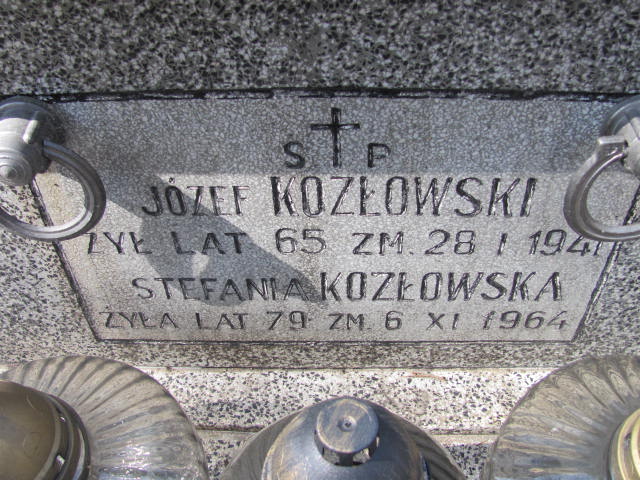 S P
JÓZEF KOZŁOWSKI
ŻYŁ LAT 65 ZM. 28 I 1941
STEFANIA KOZŁOWSKA
ŻYŁA LAT 79 ZM. 6 XI 1964